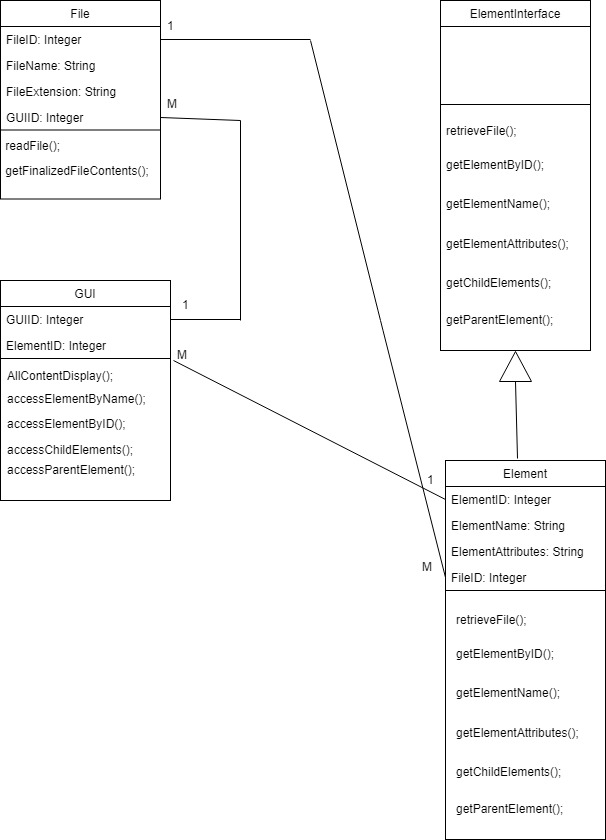 File
FileID: Integer
FileName: String
FileExtension: String
GUIID: Integer
readFile();
getFinalizedFileContents();
1
M
ElementInterface
retrieveFile();
getElementByID();
getElementName();
getElementAttributes();
getChildElements();
getParentElement();
GUI
GUIID: Integer
ElementID: Integer
AllContentDisplay();
accessElementByName();
accessElementByID();
accessChildElements();
accessParentElement();
1
M
1
M
Element
ElementID: Integer
ElementName: String
ElementAttributes: String
FileID: Integer
retrieveFile();
getElementByID();
getElementName();
getElementAttributes();
getChildElements();
getParentElement();